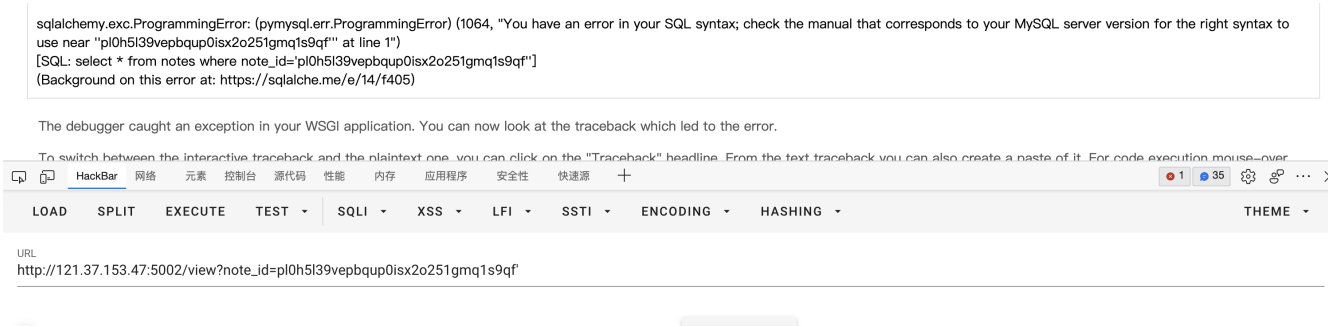 sqlalchemy.exc.ProgrammingError: (pymysql.err.ProgrammingError) (1064, "You have an error in your SQL syntax; check the manual that corresponds to your MySQL server version for the right syntax to
use near ''pl0h5l39vepbqup0isx2o251gmq1s9qf''' at line 1")
[SQL: select * from notes where note_id='pl0h5l39vepbqup0isx2o251gmq1s9qf'']
(Background on this error at: https://sqlalche.me/e/14/f405)
The debugger caught an exception in your WSGI application. You can now look at the traceback which led to the error.
To switch between the interactive traceback and the plaintext one, you can click on the "Traceback" headline. From the text traceback you can also create a paste of it. For code execution mouse-over
HackBar 网络 元素 控制台 源代码 性能 内存 应用程序 安全性 快速源 1 35
LOAD SPLIT EXECUTE TEST SQLI XSS LFI SSTI ENCODING HASHING THEME
URL
http://121.37.153.47:5002/view?note_id=pl0h5l39vepbqup0isx2o251gmq1s9qf'